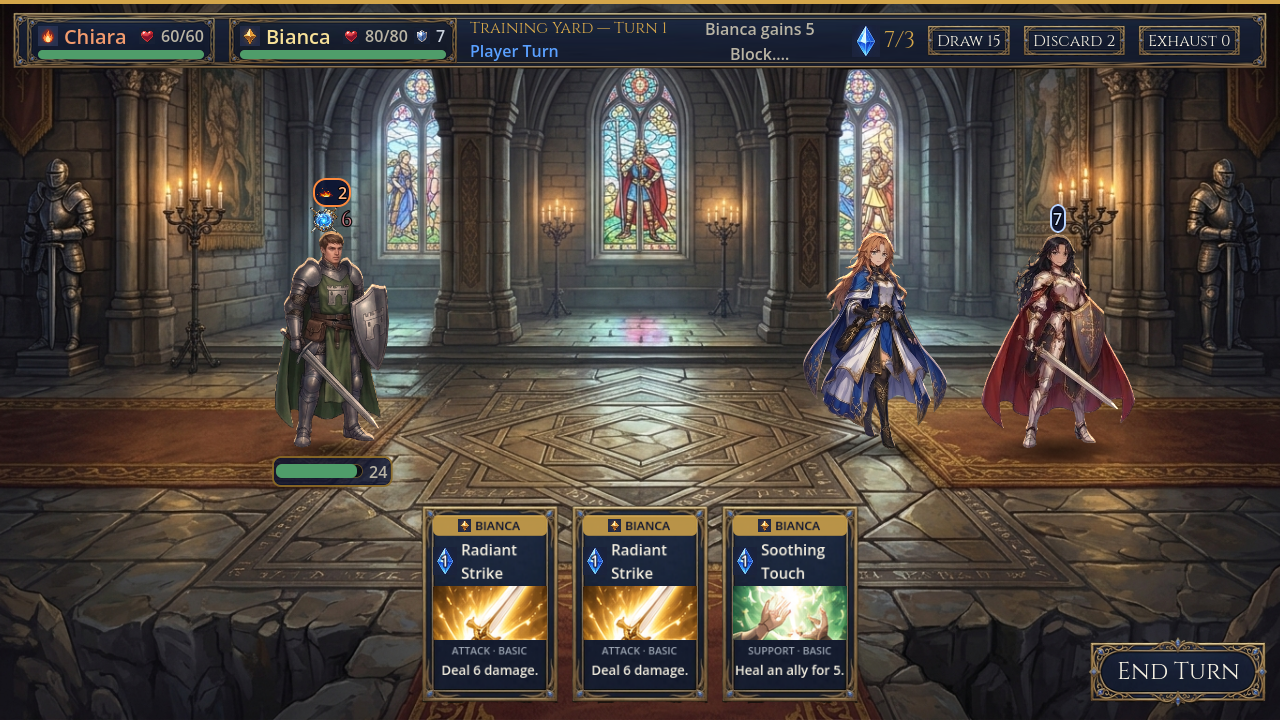 Chiara 60/60
Bianca 80/80 7
TRAINING YARD — TURN 1
Player Turn
Bianca gains 5
Block....
7/3
DRAW 15
DISCARD 2
EXHAUST 0
2
6
7
24
BIANCA
1 Radiant
Strike
ATTACK · BASIC
Deal 6 damage.
BIANCA
1 Radiant
Strike
ATTACK · BASIC
Deal 6 damage.
BIANCA
1 Soothing
Touch
SUPPORT · BASIC
Heal an ally for 5.
END TURN